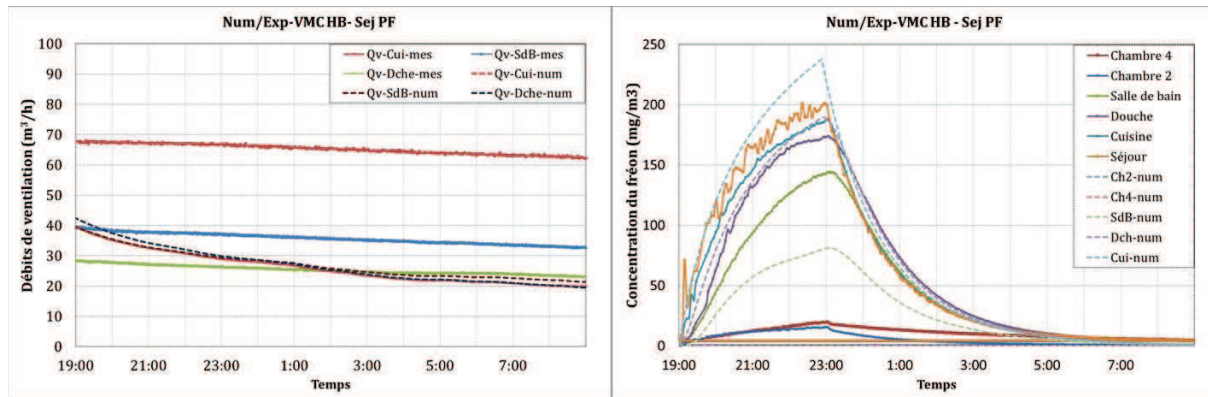 Num/Exp-VMC HB- Sej PF
Débits de ventilation (m³/h)
100
90
80
70
60
50
40
30
20
10
0
Qv-Cui-mes
Qv-SdB-mes
Qv-Dche-mes
Qv-Cui-num
Qv-SdB-num
Qv-Dche-num
19:00 21:00 23:00 1:00 3:00 5:00 7:00
Temps
Num/Exp-VMC HB - Sej PF
Concentration du fréon (mg/m3)
250
200
150
100
50
0
Chambre 4
Chambre 2
Salle de bain
Douche
Cuisine
Séjour
Ch2-num
Ch4-num
SdB-num
Dch-num
Cui-num
19:00 21:00 23:00 1:00 3:00 5:00 7:00
Temps